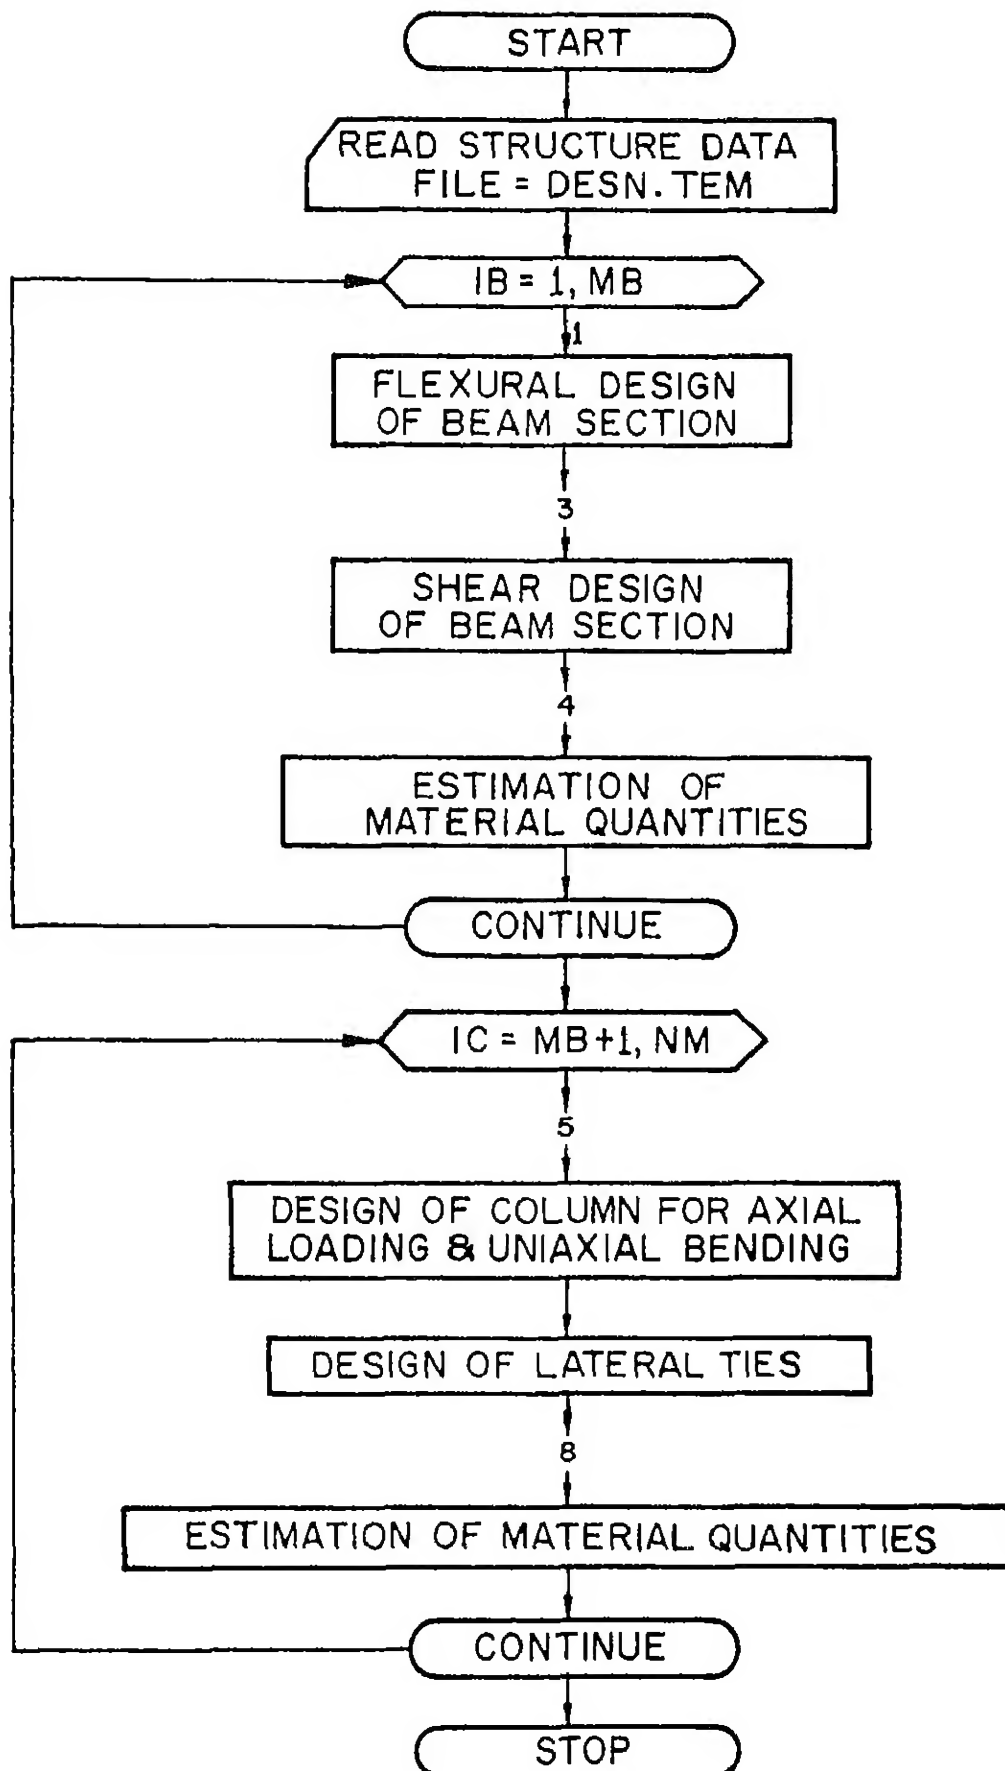 START
READ STRUCTURE DATA
FILE = DESN. TEM
IB = 1, MB
1
FLEXURAL DESIGN
OF BEAM SECTION
3
SHEAR DESIGN
OF BEAM SECTION
4
ESTIMATION OF
MATERIAL QUANTITIES
CONTINUE
IC = MB+1, NM
5
DESIGN OF COLUMN FOR AXIAL
LOADING & UNIAXIAL BENDING
DESIGN OF LATERAL TIES
8
ESTIMATION OF MATERIAL QUANTITIES
CONTINUE
STOP